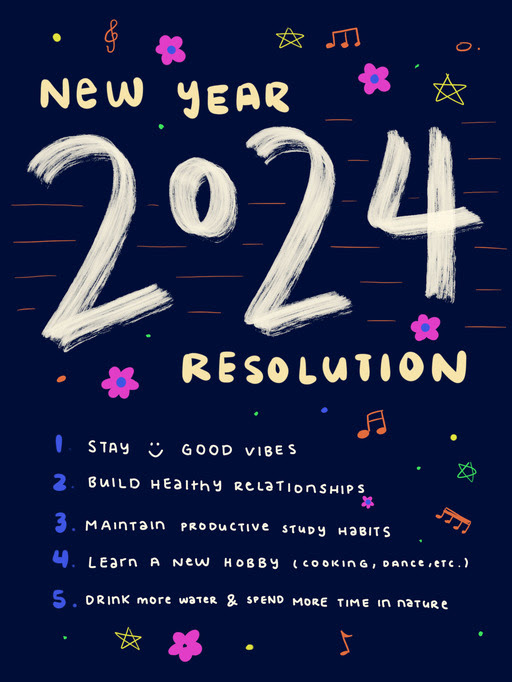 New YEAR
2024
RESOLUTION
1. STAY GOOD VIBES
2. BUILD HEalthy RelaTIonSHIPS
3. MAIntain PRODUCTIVE STUDY HABITS
4. LEarn A NEW HOBBY (COOKING, Dance, eTC.)
5. DRINK more waTER & SPEND MORE TIME In naTURE